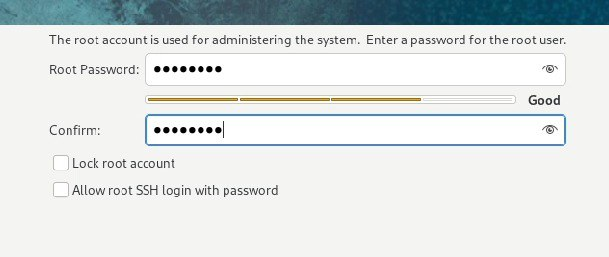 The root account is used for administering the system. Enter a password for the root user.
Root Password: ●●●●●●●●
Good
Confirm: ●●●●●●●●
Lock root account
Allow root SSH login with password